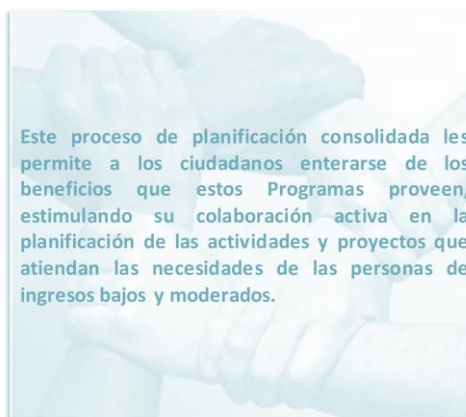 Este proceso de planificación consolidada les
permite a los ciudadanos enterarse de los
beneficios que estos Programas proveen,
estimulando su colaboración activa en la
planificación de las actividades y proyectos que
atiendan las necesidades de las personas de
ingresos bajos y moderados.